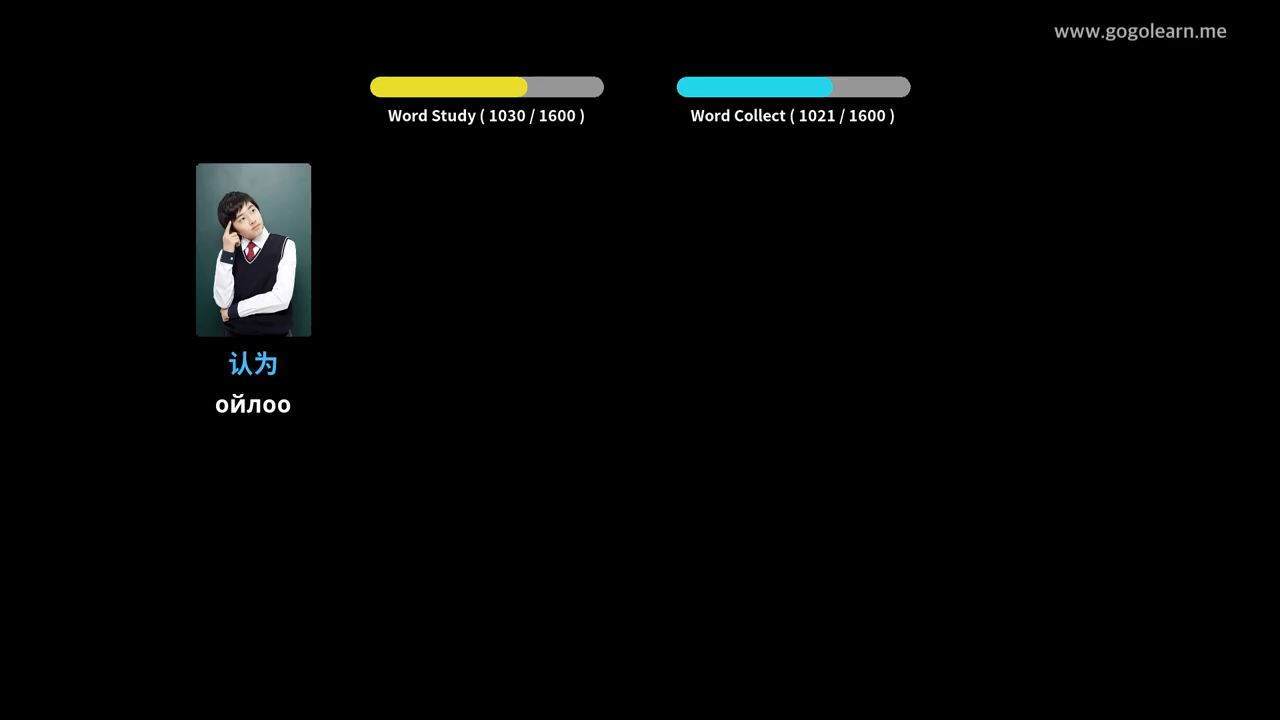 www.gogolearn.me
Word Study ( 1030 / 1600 )
Word Collect ( 1021 / 1600 )
认为
ойлоо